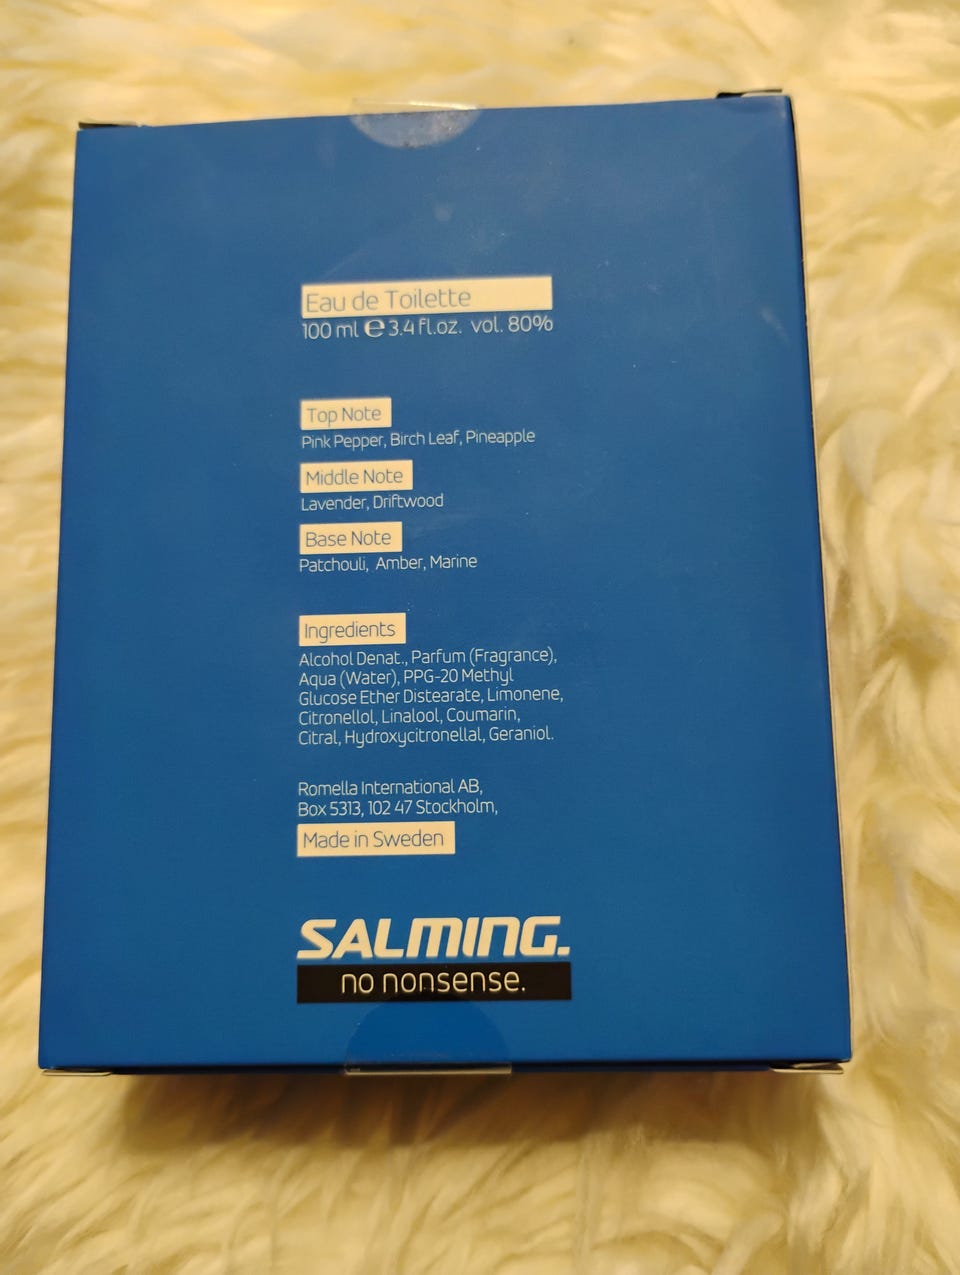 Eau de Toilette
100 ml ℮ 3.4 fl.oz. vol. 80%
Top Note
Pink Pepper, Birch Leaf, Pineapple
Middle Note
Lavender, Driftwood
Base Note
Patchouli, Amber, Marine
Ingredients
Alcohol Denat., Parfum (Fragrance),
Aqua (Water), PPG-20 Methyl
Glucose Ether Distearate, Limonene,
Citronellol, Linalool, Coumarin,
Citral, Hydroxycitronellal, Geraniol.
Romella International AB,
Box 5313, 102 47 Stockholm,
Made in Sweden
SALMING.
no nonsense.